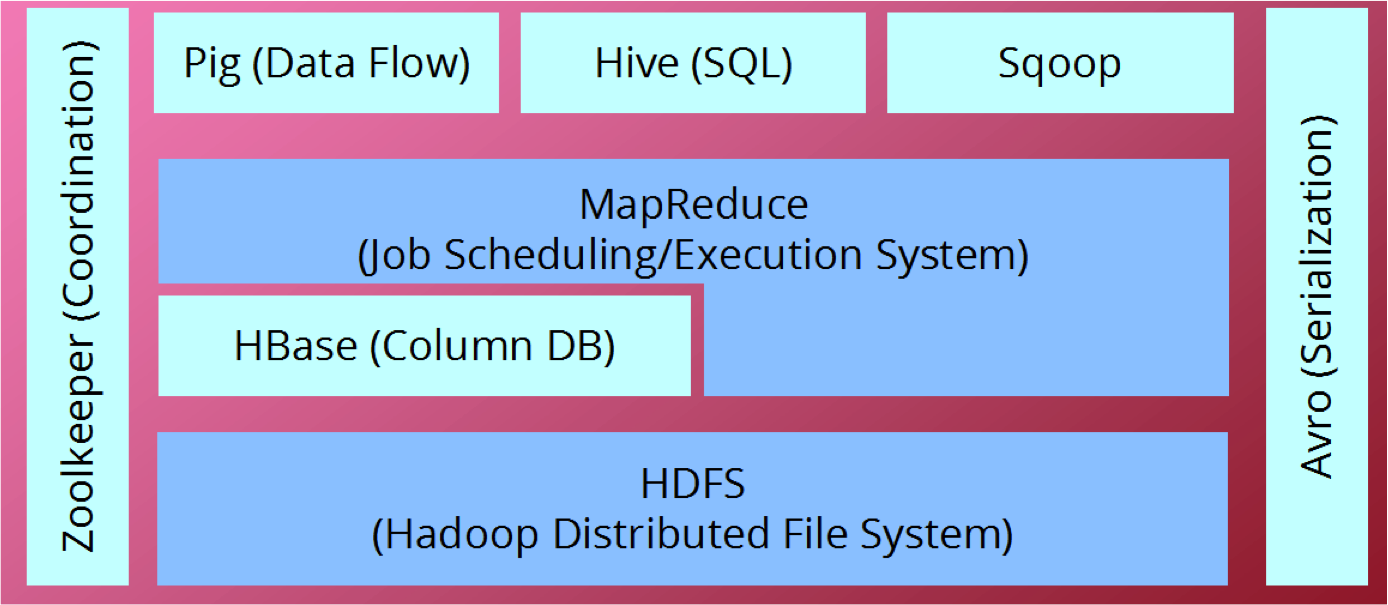 Zoolkeeper (Coordination)
Pig (Data Flow)
Hive (SQL)
Sqoop
MapReduce
(Job Scheduling/Execution System)
HBase (Column DB)
HDFS
(Hadoop Distributed File System)
Avro (Serialization)